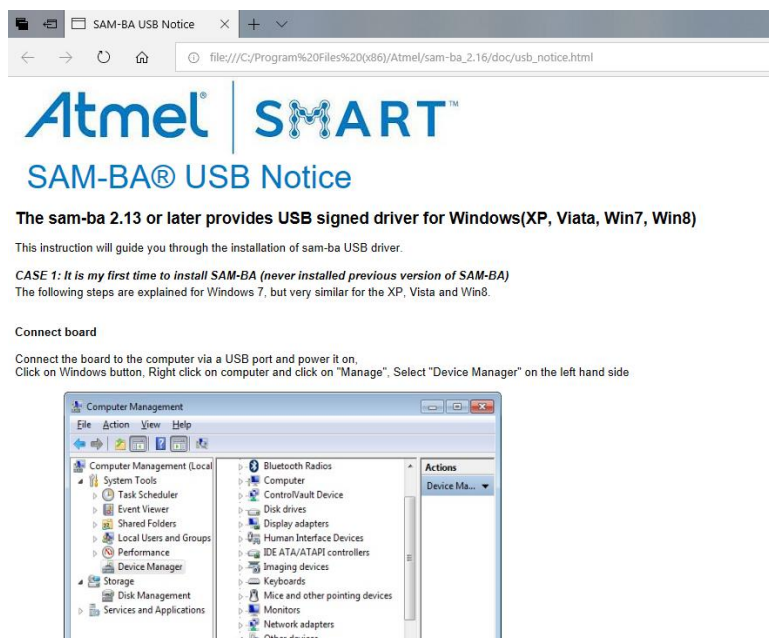 SAM-BA USB Notice
file:///C:/Program%20Files%20(x86)/Atmel/sam-ba_2.16/doc/usb_notice.html
Atmel SMART™
SAM-BA® USB Notice
The sam-ba 2.13 or later provides USB signed driver for Windows(XP, Viata, Win7, Win8)
This instruction will guide you through the installation of sam-ba USB driver.
CASE 1: It is my first time to install SAM-BA (never installed previous version of SAM-BA)
The following steps are explained for Windows 7, but very similar for the XP, Vista and Win8.
Connect board
Connect the board to the computer via a USB port and power it on,
Click on Windows button, Right click on computer and click on "Manage", Select "Device Manager" on the left hand side
Computer Management
File Action View Help
Computer Management (Local
System Tools
Task Scheduler
Event Viewer
Shared Folders
Local Users and Groups
Performance
Device Manager
Storage
Disk Management
Services and Applications
Bluetooth Radios
Computer
ControlVault Device
Disk drives
Display adapters
Human Interface Devices
IDE ATA/ATAPI controllers
Imaging devices
Keyboards
Mice and other pointing devices
Monitors
Network adapters
Other devices
Actions
Device Ma...